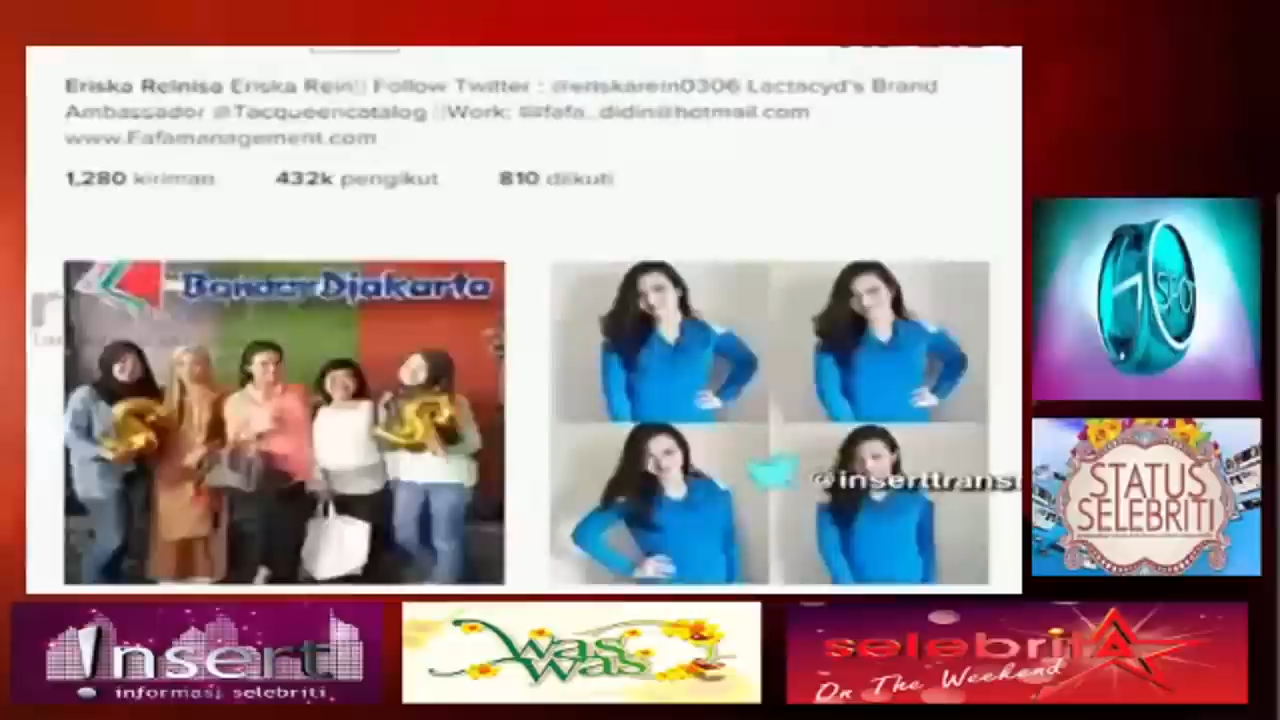 Eriska Reinisa Eriska Rein Follow Twitter : @eriskarein0306 Lactacyd's Brand
Ambassador @Tacqueencatalog Work: fafa_didin@hotmail.com
www.Fafamanagement.com
1,280 kiriman 432k pengikut 810 diikuti
Bandar Djakarta
@inserttrans
7 SPOT
STATUS
SELEBRITI
Insert
informasi selebriti
Was
Was
selebrita
On The Weekend